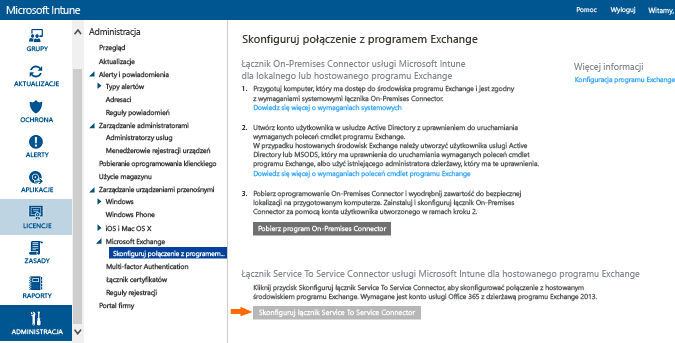 Microsoft Intune
Pomoc Wyloguj Witamy,
GRUPY
AKTUALIZACJE
OCHRONA
ALERTY
APLIKACJE
LICENCJE
ZASADY
RAPORTY
ADMINISTRACJA
Administracja
Przegląd
Aktualizacje
Alerty i powiadomienia
Typy alertów
Adresaci
Reguły powiadomień
Zarządzanie administratorami
Administratorzy usług
Menedżerowie rejestracji urządzeń
Pobieranie oprogramowania klienckiego
Użycie magazynu
Zarządzanie urządzeniami przenośnymi
Windows
Windows Phone
iOS i Mac OS X
Microsoft Exchange
Skonfiguruj połączenie z programem...
Multi-factor Authentication
Łącznik certyfikatów
Reguły rejestracji
Portal firmy
Skonfiguruj połączenie z programem Exchange
Łącznik On-Premises Connector usługi Microsoft Intune
dla lokalnego lub hostowanego programu Exchange
1. Przygotuj komputer, który ma dostęp do środowiska programu Exchange i jest zgodny
z wymaganiami systemowymi łącznika On-Premises Connector.
Dowiedz się więcej o wymaganiach systemowych
2. Utwórz konto użytkownika w usłudze Active Directory z uprawnieniem do uruchamiania
wymaganych poleceń cmdlet programu Exchange.
W przypadku hostowanych środowisk Exchange należy utworzyć użytkownika usługi Active
Directory lub MSODS, który ma uprawnienia do uruchamiania wymaganych poleceń cmdlet
programu Exchange, albo użyć istniejącego administratora dzierżawy, który ma te uprawnienia.
Dowiedz się więcej o wymaganiach poleceń cmdlet programu Exchange
3. Pobierz oprogramowanie On-Premises Connector i wyodrębnij zawartość do bezpiecznej
lokalizacji na przygotowanym komputerze. Zainstaluj i skonfiguruj łącznik On-Premises
Connector za pomocą konta użytkownika utworzonego w ramach kroku 2.
Pobierz program On-Premises Connector
Łącznik Service To Service Connector usługi Microsoft Intune dla hostowanego programu Exchange
Kliknij przycisk Skonfiguruj łącznik Service To Service Connector, aby skonfigurować połączenie z hostowanym
środowiskiem programu Exchange. Wymagane jest konto usługi Office 365 z dzierżawą programu Exchange 2013.
Skonfiguruj łącznik Service To Service Connector
Więcej informacji
Konfiguracja programu Exchange